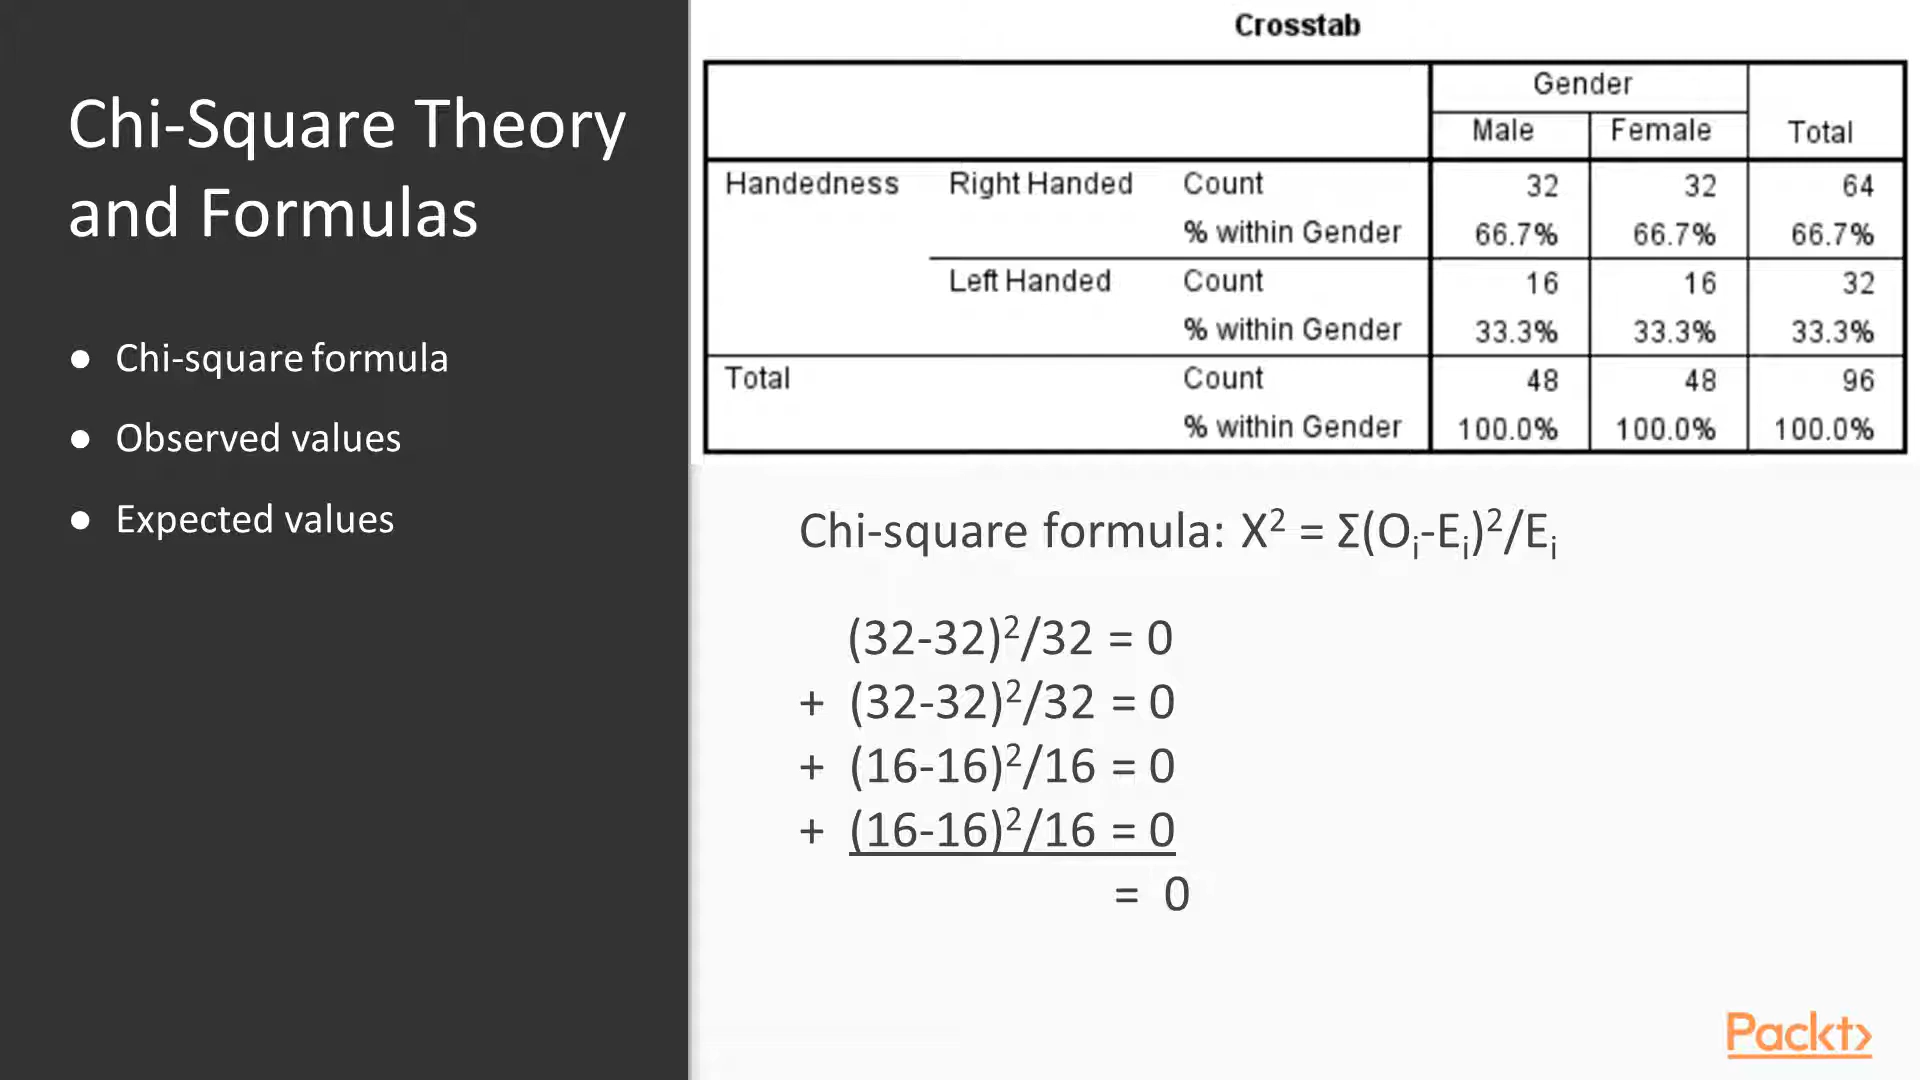 Chi-Square Theory
and Formulas
● Chi-square formula
● Observed values
● Expected values
Crosstab
Gender
Male Female Total
Handedness Right Handed Count 32 32 64
% within Gender 66.7% 66.7% 66.7%
Left Handed Count 16 16 32
% within Gender 33.3% 33.3% 33.3%
Total Count 48 48 96
% within Gender 100.0% 100.0% 100.0%
Chi-square formula: X² = Σ(Oᵢ-Eᵢ)²/Eᵢ
(32-32)²/32 = 0
+ (32-32)²/32 = 0
+ (16-16)²/16 = 0
+ (16-16)²/16 = 0
= 0
Packt>